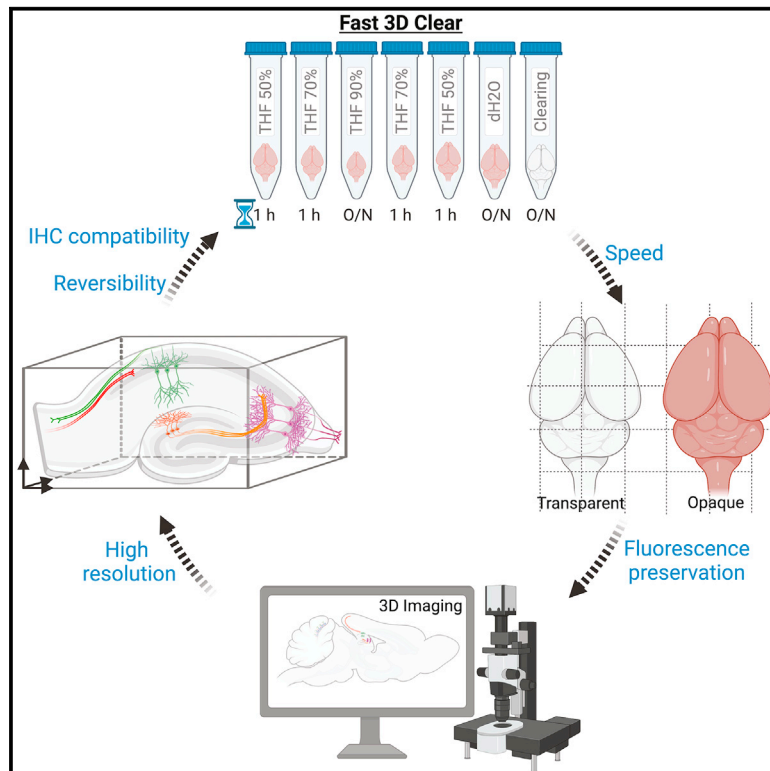 Fast 3D Clear
THF 50%
THF 70%
THF 90%
THF 70%
THF 50%
dH2O
Clearing
1 h
1 h
O/N
1 h
1 h
O/N
O/N
IHC compatibility
Reversibility
Speed
Transparent
Opaque
Fluorescence
preservation
High
resolution
3D Imaging